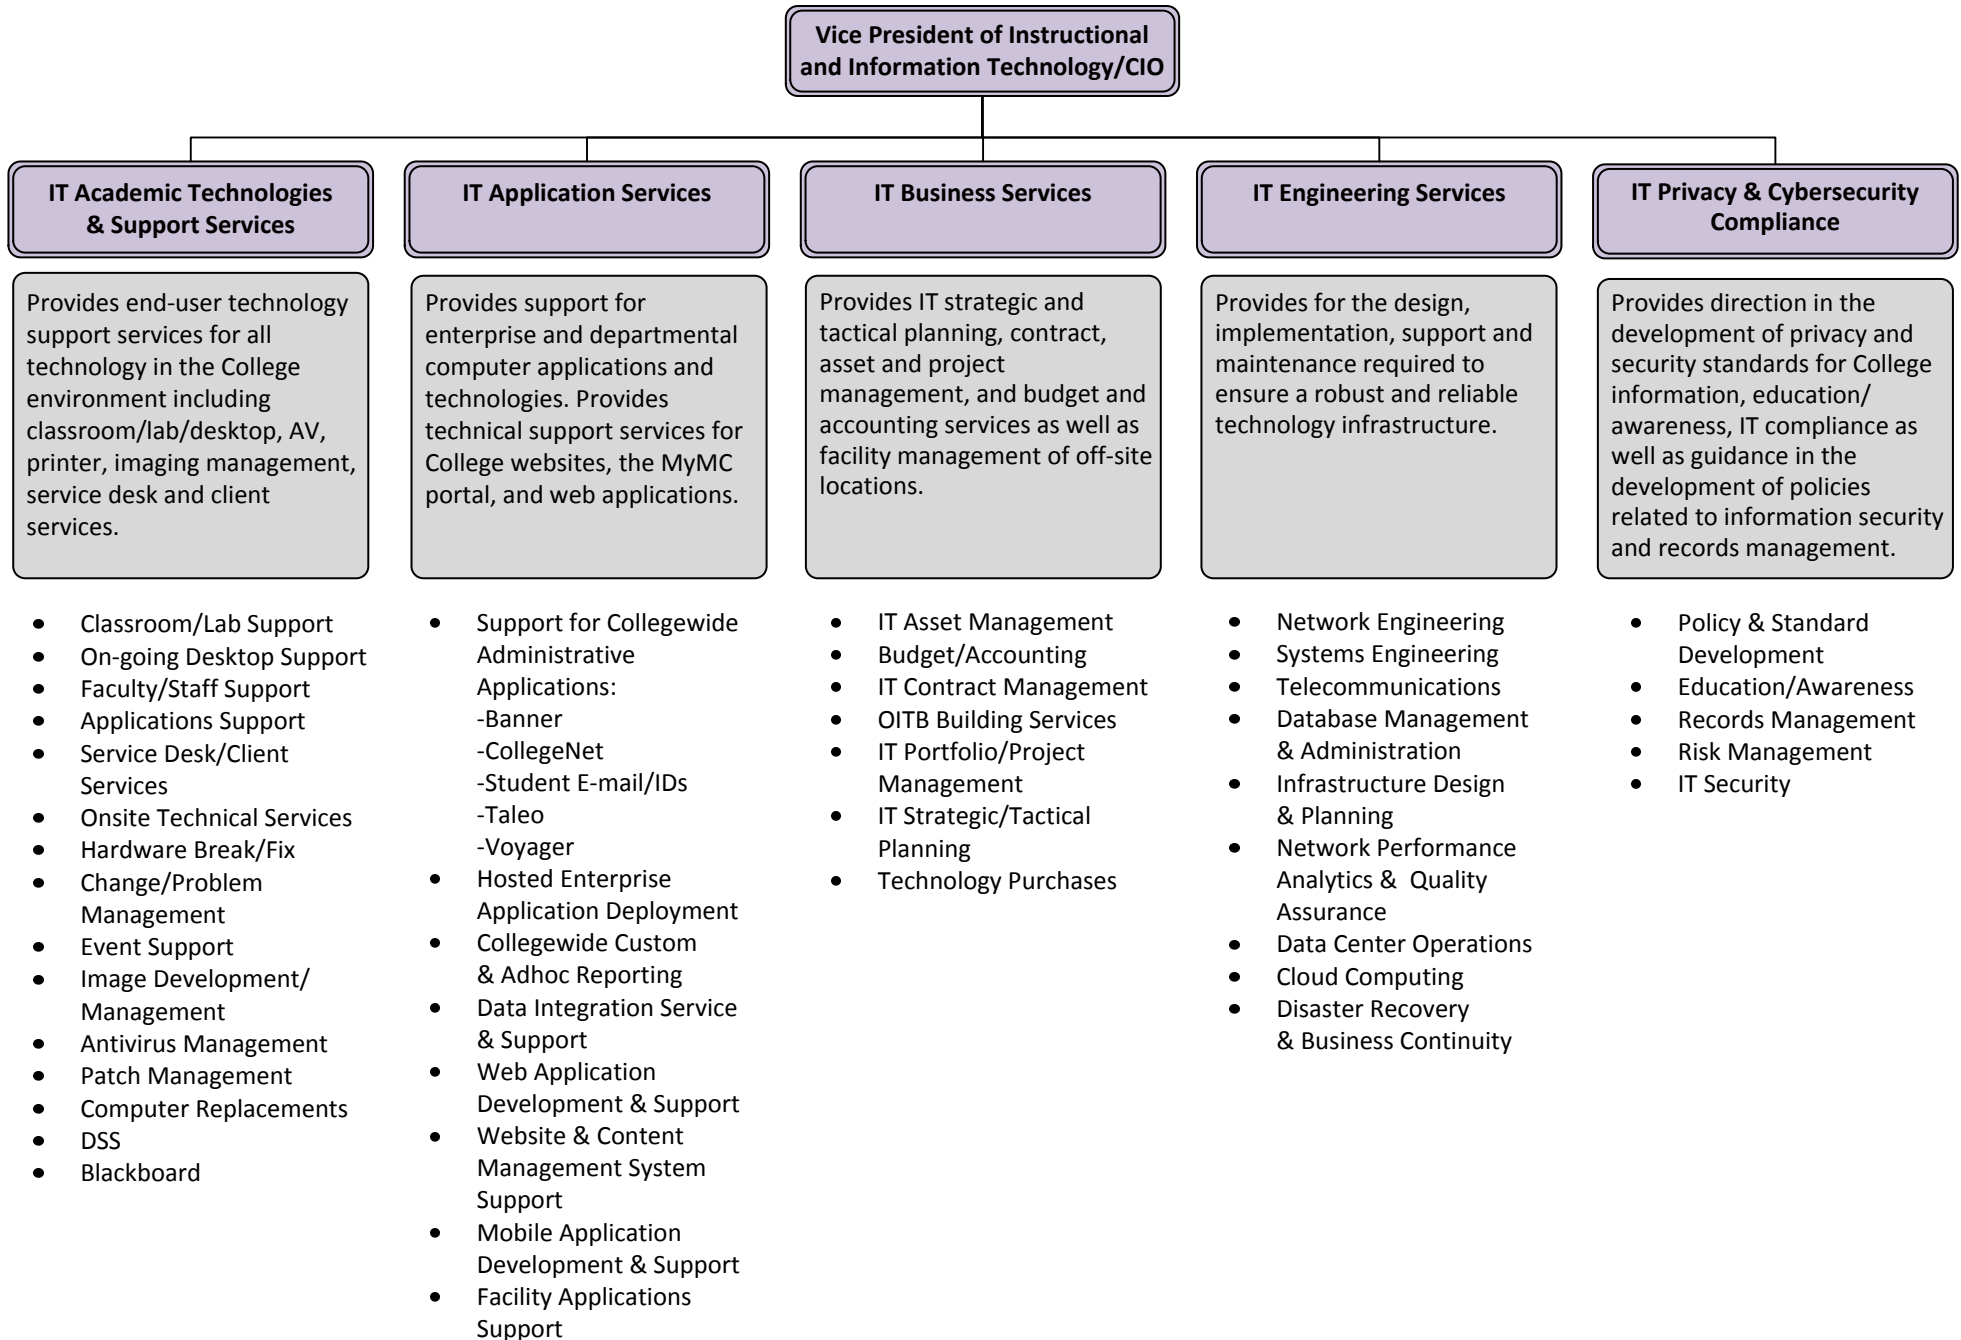 Vice President of Instructional
and Information Technology/CIO
IT Academic Technologies
& Support Services
Provides end-user technology
support services for all
technology in the College
environment including
classroom/lab/desktop, AV,
printer, imaging management,
service desk and client
services.
• Classroom/Lab Support
• On-going Desktop Support
• Faculty/Staff Support
• Applications Support
• Service Desk/Client
Services
• Onsite Technical Services
• Hardware Break/Fix
• Change/Problem
Management
• Event Support
• Image Development/
Management
• Antivirus Management
• Patch Management
• Computer Replacements
• DSS
• Blackboard
IT Application Services
Provides support for
enterprise and departmental
computer applications and
technologies. Provides
technical support services for
College websites, the MyMC
portal, and web applications.
• Support for Collegewide
Administrative
Applications:
-Banner
-CollegeNet
-Student E-mail/IDs
-Taleo
-Voyager
• Hosted Enterprise
Application Deployment
• Collegewide Custom
& Adhoc Reporting
• Data Integration Service
& Support
• Web Application
Development & Support
• Website & Content
Management System
Support
• Mobile Application
Development & Support
• Facility Applications
Support
IT Business Services
Provides IT strategic and
tactical planning, contract,
asset and project
management, and budget and
accounting services as well as
facility management of off-site
locations.
• IT Asset Management
• Budget/Accounting
• IT Contract Management
• OITB Building Services
• IT Portfolio/Project
Management
• IT Strategic/Tactical
Planning
• Technology Purchases
IT Engineering Services
Provides for the design,
implementation, support and
maintenance required to
ensure a robust and reliable
technology infrastructure.
• Network Engineering
• Systems Engineering
• Telecommunications
• Database Management
& Administration
• Infrastructure Design
& Planning
• Network Performance
Analytics & Quality
Assurance
• Data Center Operations
• Cloud Computing
• Disaster Recovery
& Business Continuity
IT Privacy & Cybersecurity
Compliance
Provides direction in the
development of privacy and
security standards for College
information, education/
awareness, IT compliance as
well as guidance in the
development of policies
related to information security
and records management.
• Policy & Standard
Development
• Education/Awareness
• Records Management
• Risk Management
• IT Security